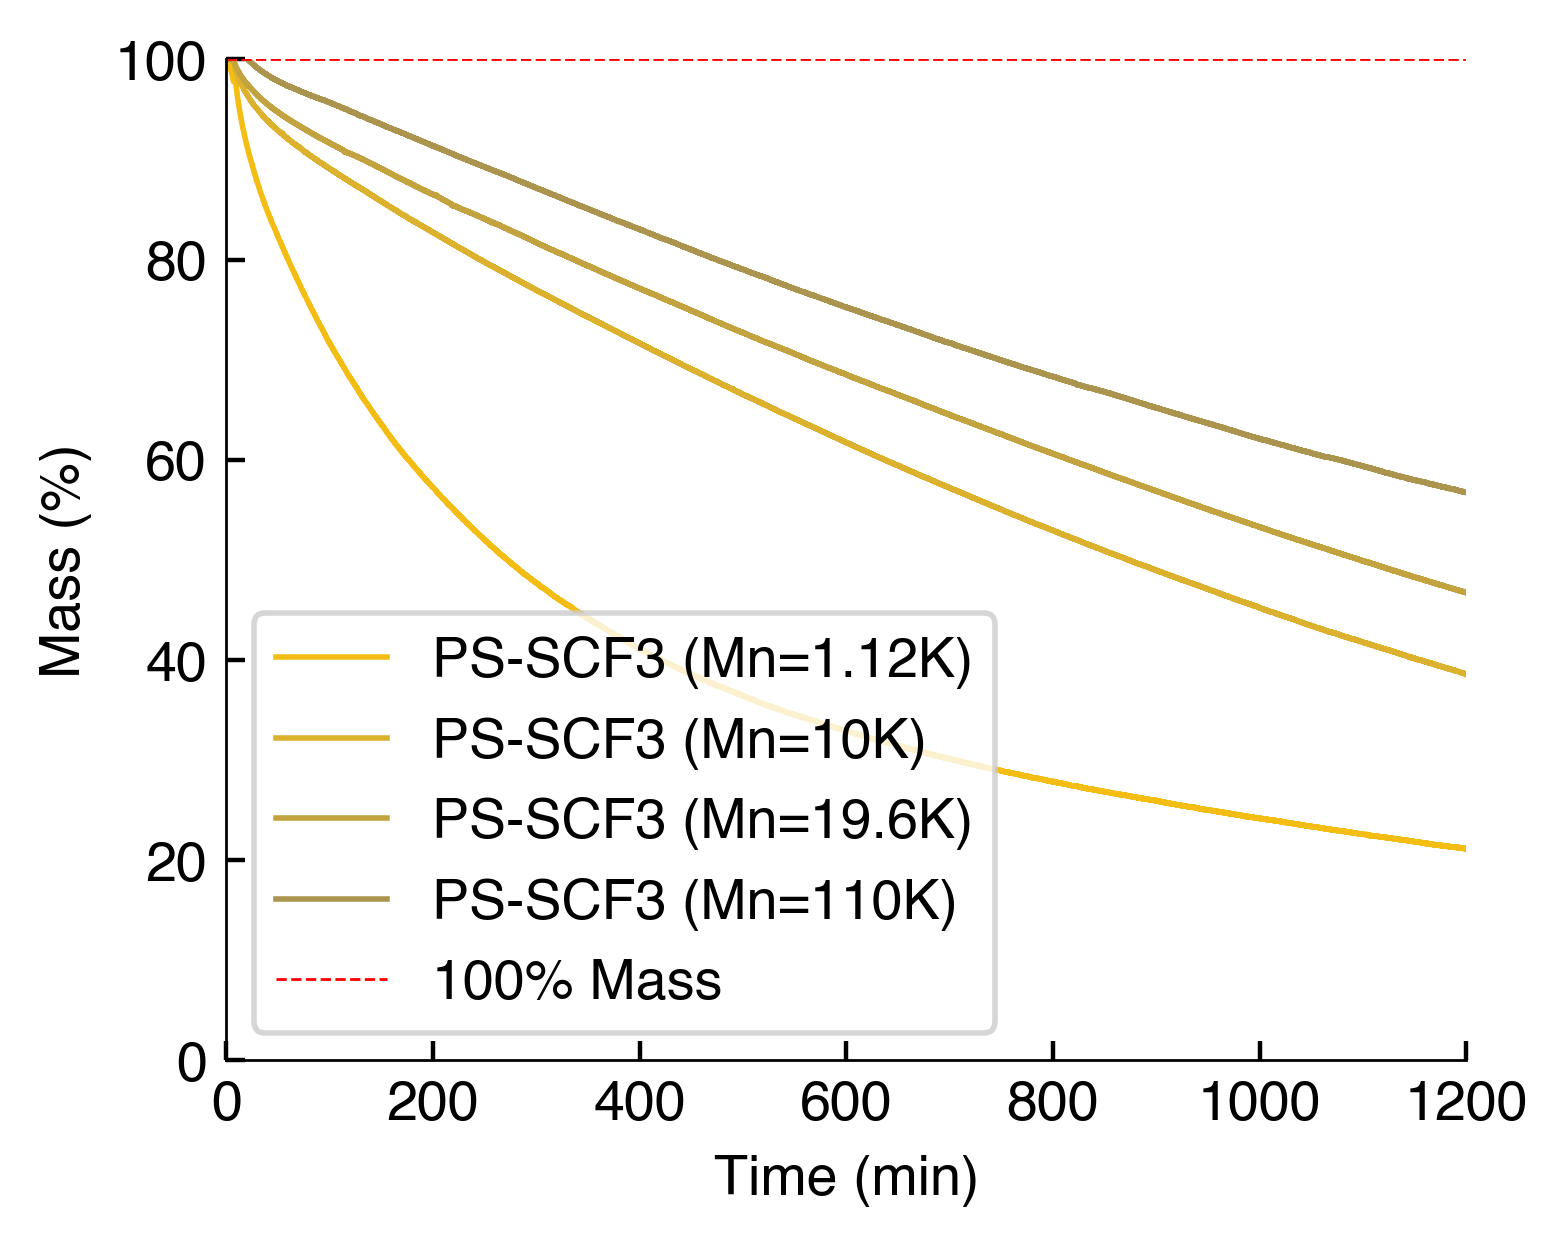 100
80
60
40
20
0
Mass (%)
PS-SCF3 (Mn=1.12K)
PS-SCF3 (Mn=10K)
PS-SCF3 (Mn=19.6K)
PS-SCF3 (Mn=110K)
100% Mass
0 200 400 600 800 1000 1200
Time (min)